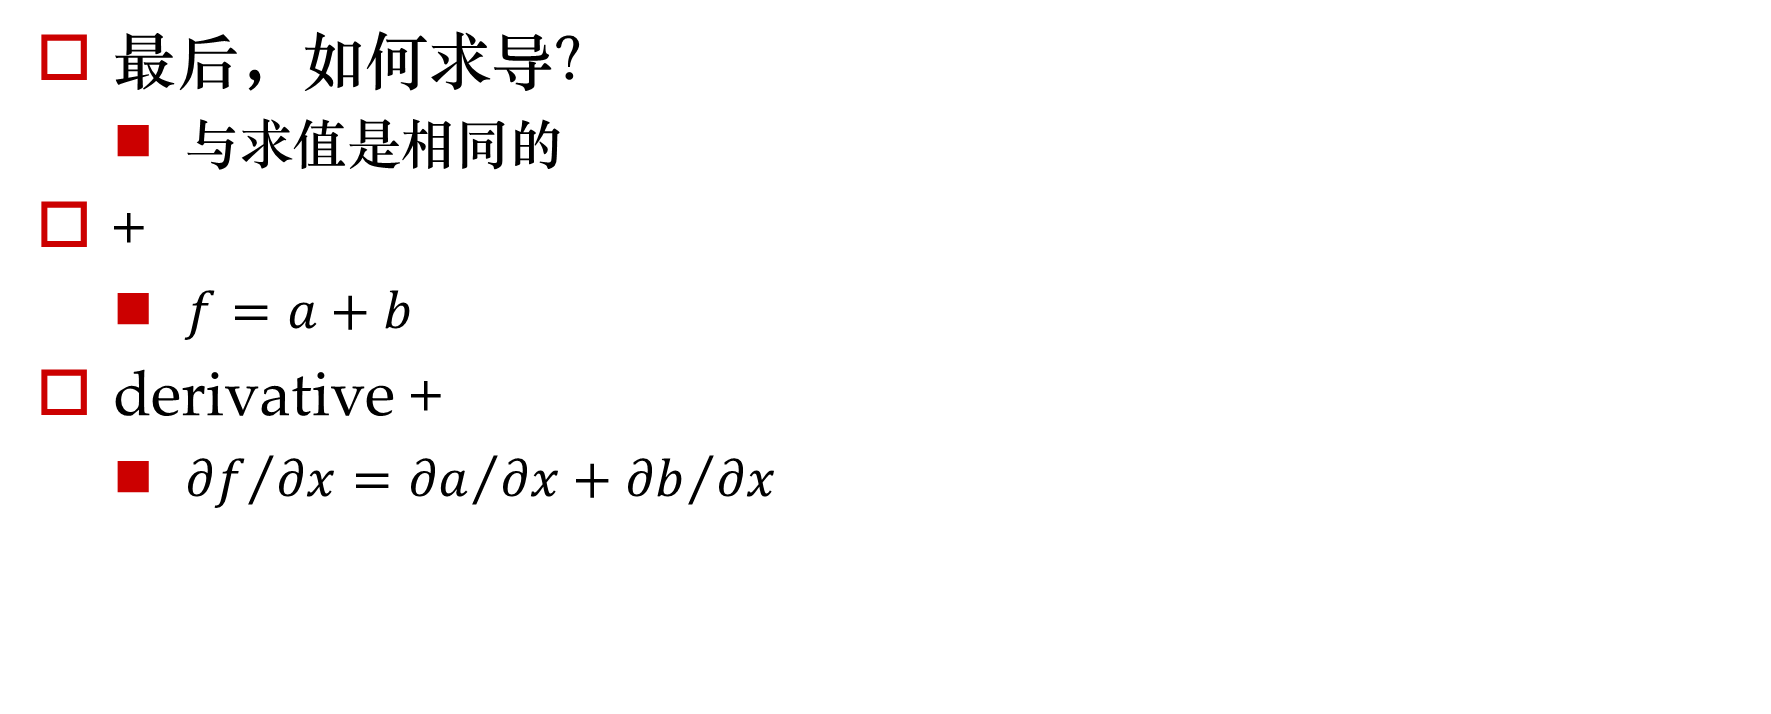 最后，如何求导?
与求值是相同的
+
f = a + b
derivative +
∂f/∂x = ∂a/∂x + ∂b/∂x